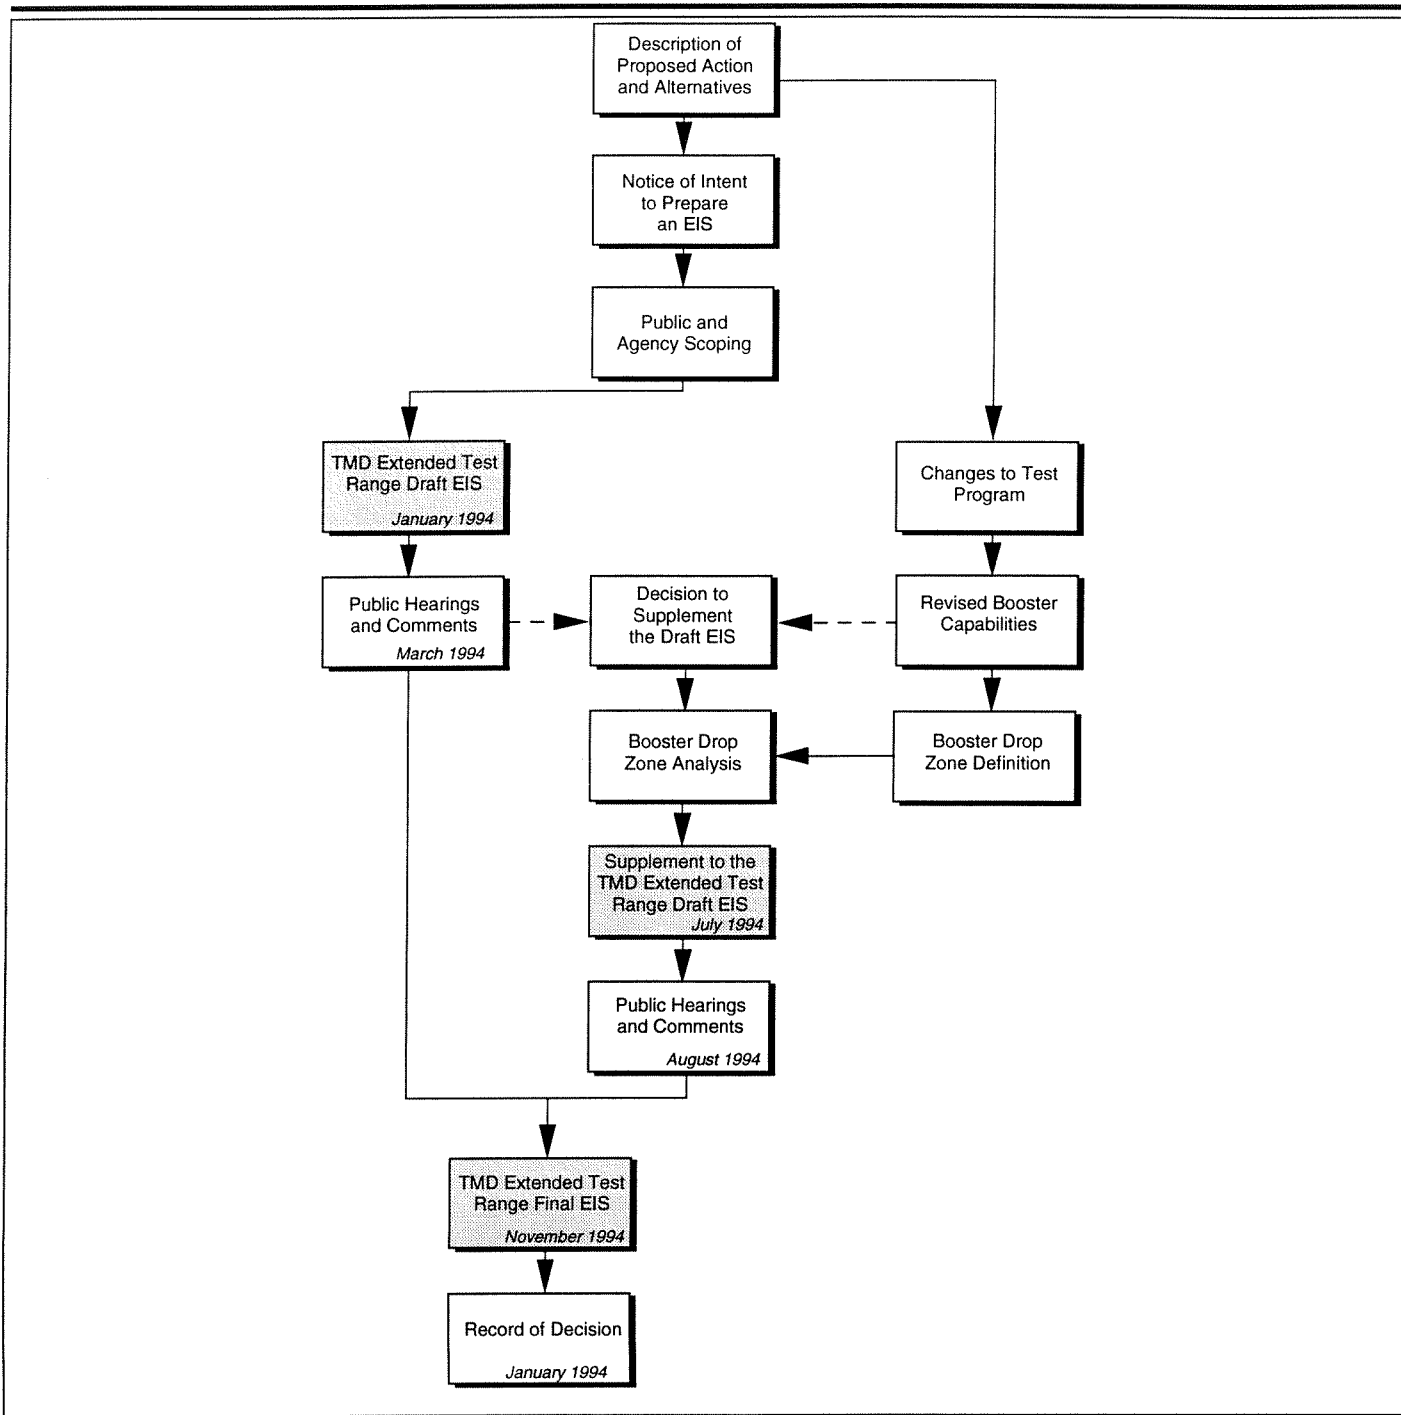 Description of
Proposed Action
and Alternatives
Notice of Intent
to Prepare
an EIS
Public and
Agency Scoping
TMD Extended Test
Range Draft EIS
January 1994
Changes to Test
Program
Public Hearings
and Comments
March 1994
Decision to
Supplement
the Draft EIS
Revised Booster
Capabilities
Booster Drop
Zone Analysis
Booster Drop
Zone Definition
Supplement to the
TMD Extended Test
Range Draft EIS
July 1994
Public Hearings
and Comments
August 1994
TMD Extended Test
Range Final EIS
November 1994
Record of Decision
January 1994